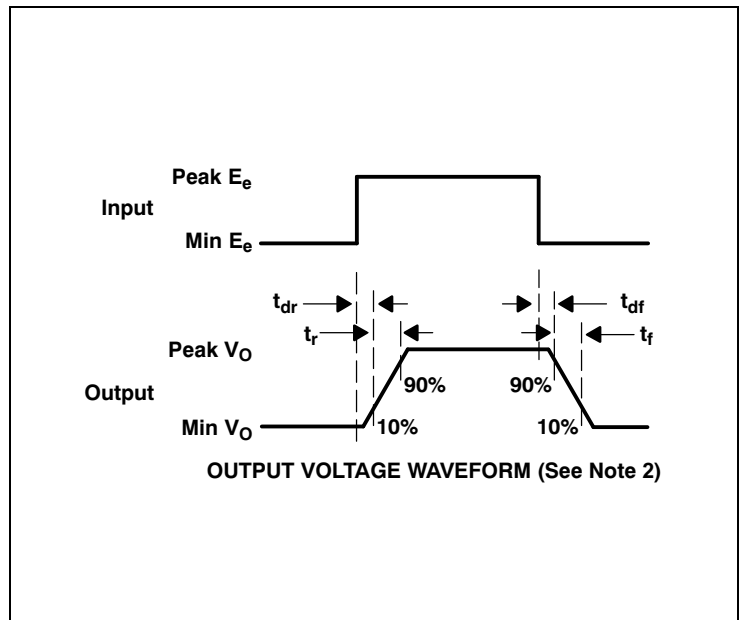 Peak Ee
Input
Min Ee
tdr
tdf
tr
tf
Peak VO
90%
90%
Output
10%
10%
Min VO
OUTPUT VOLTAGE WAVEFORM (See Note 2)